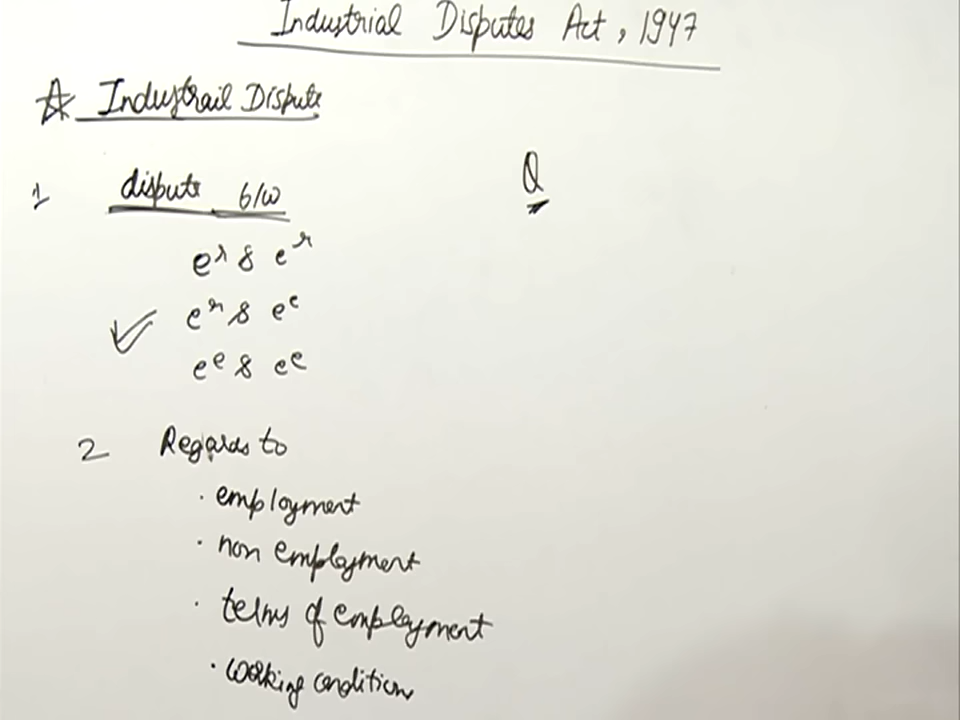 Industrial Disputes Act, 1947
☆ Industrail Dispute
1 dispute b/w
eʳ & eʳ
eʳ & eᵉ
eᵉ & eᵉ
Q
2 Regards to
· employment
· non employment
· terms of employment
· working condition